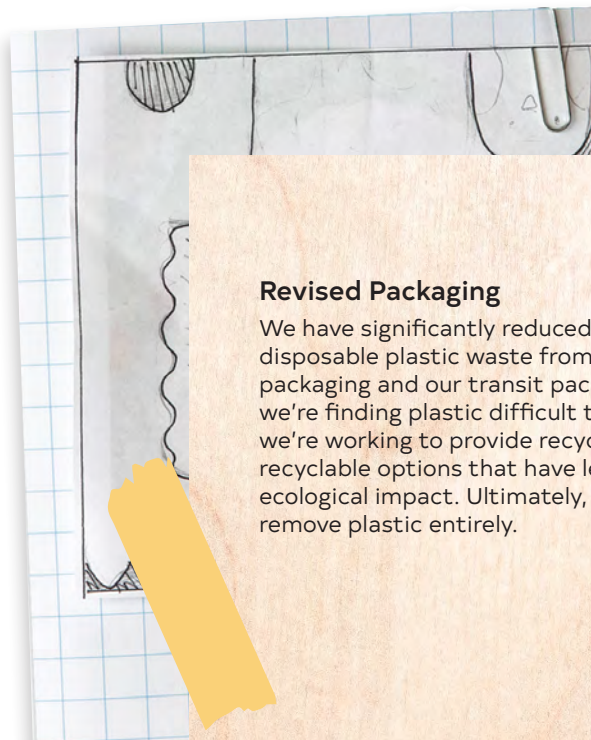 Revised Packaging
We have significantly reduced
disposable plastic waste from
packaging and our transit
we're finding plastic difficult
we're working to provide
recyclable options that have
ecological impact. Ultimately,
remove plastic entirely.